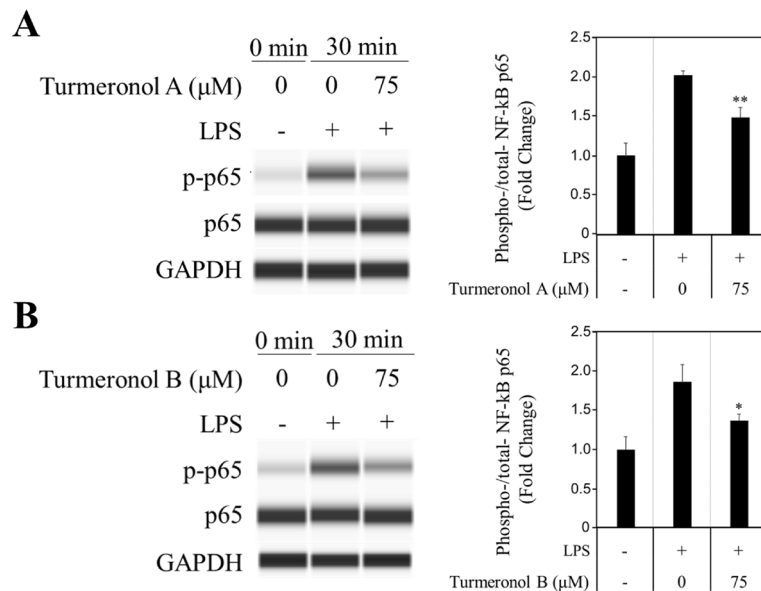 A
0 min 30 min
Turmeronol A (μM) 0 0 75
LPS - + +
p-p65
p65
GAPDH
Phospho-/total- NF-kB p65
(Fold Change)
2.5
2.0
1.5
1.0
0.5
0
**
LPS - + +
Turmeronol A (μM) - 0 75
B
0 min 30 min
Turmeronol B (μM) 0 0 75
LPS - + +
p-p65
p65
GAPDH
Phospho-/total- NF-kB p65
(Fold Change)
2.5
2.0
1.5
1.0
0.5
0
*
LPS - + +
Turmeronol B (μM) - 0 75